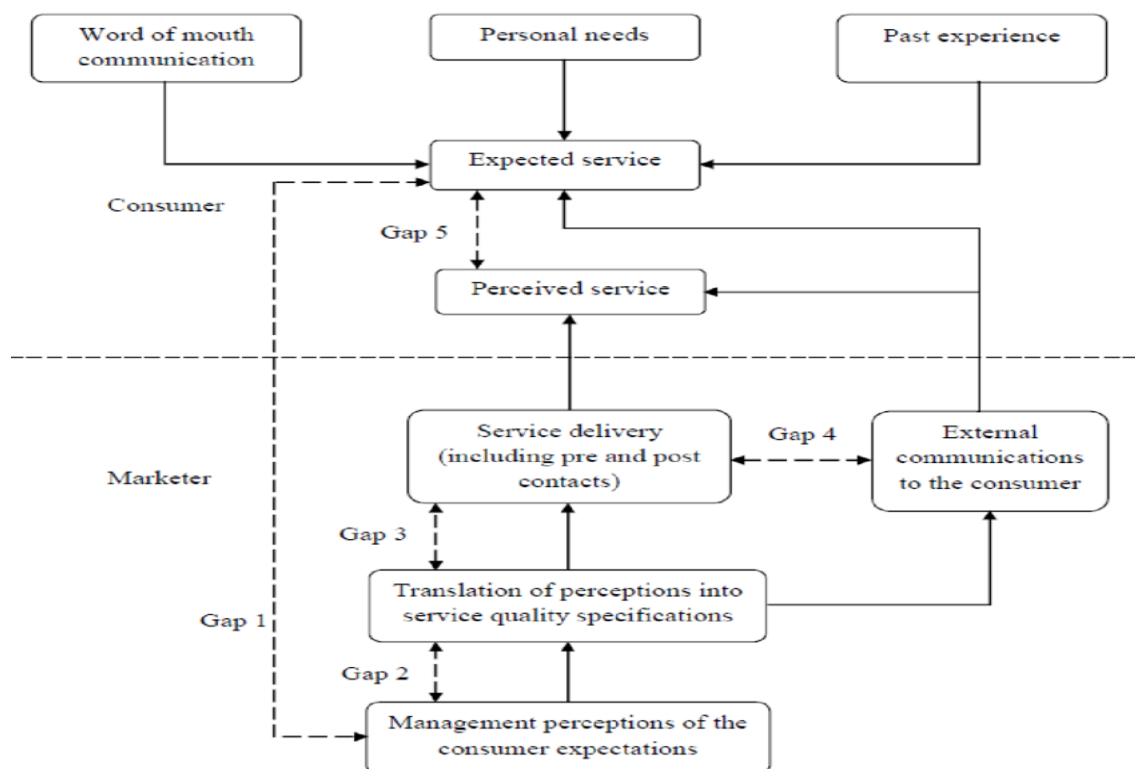 Word of mouth
communication
Personal needs
Past experience
Expected service
Consumer
Gap 5
Perceived service
Service delivery
(including pre and post
contacts)
Gap 4
External
communications
to the consumer
Marketer
Gap 3
Translation of perceptions into
service quality specifications
Gap 1
Gap 2
Management perceptions of the
consumer expectations